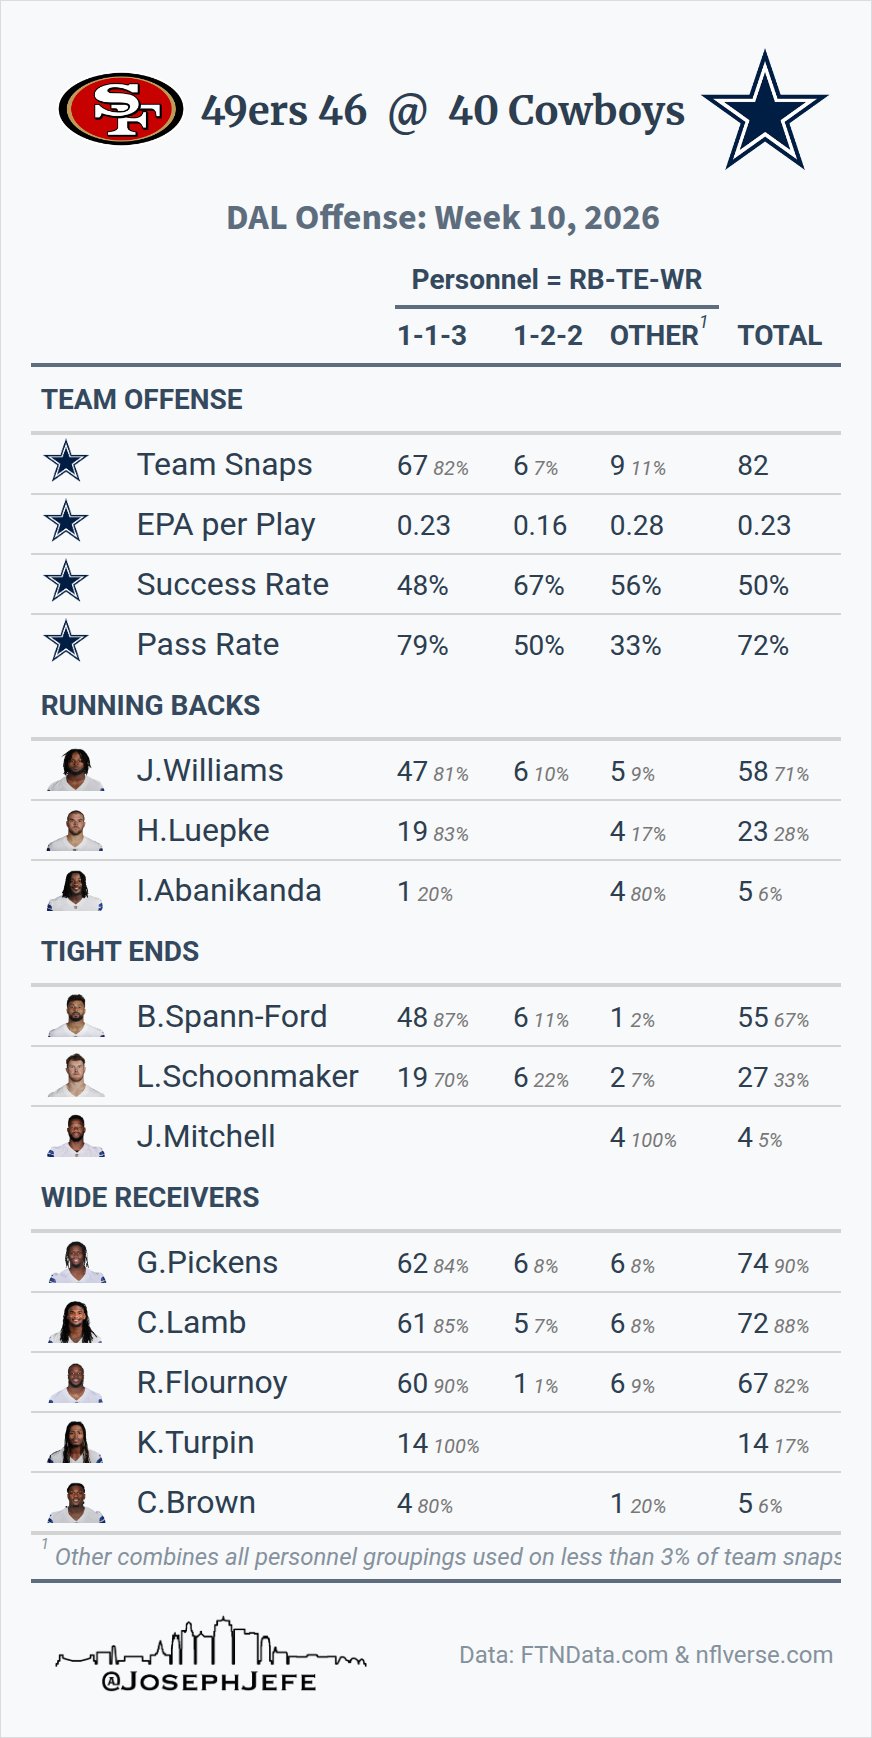 SF
49ers 46 @ 40 Cowboys
DAL Offense: Week 10, 2026
Personnel = RB-TE-WR
1-1-3 1-2-2 OTHER1 TOTAL
TEAM OFFENSE
Team Snaps 67 82% 6 7% 9 11% 82
EPA per Play 0.23 0.16 0.28 0.23
Success Rate 48% 67% 56% 50%
Pass Rate 79% 50% 33% 72%
RUNNING BACKS
J.Williams 47 81% 6 10% 5 9% 58 71%
H.Luepke 19 83% 4 17% 23 28%
I.Abanikanda 1 20% 4 80% 5 6%
TIGHT ENDS
B.Spann-Ford 48 87% 6 11% 1 2% 55 67%
L.Schoonmaker 19 70% 6 22% 2 7% 27 33%
J.Mitchell 4 100% 4 5%
WIDE RECEIVERS
G.Pickens 62 84% 6 8% 6 8% 74 90%
C.Lamb 61 85% 5 7% 6 8% 72 88%
R.Flournoy 60 90% 1 1% 6 9% 67 82%
K.Turpin 14 100% 14 17%
C.Brown 4 80% 1 20% 5 6%
1 Other combines all personnel groupings used on less than 3% of team snaps
@JosephJefe
Data: FTNData.com & nflverse.com